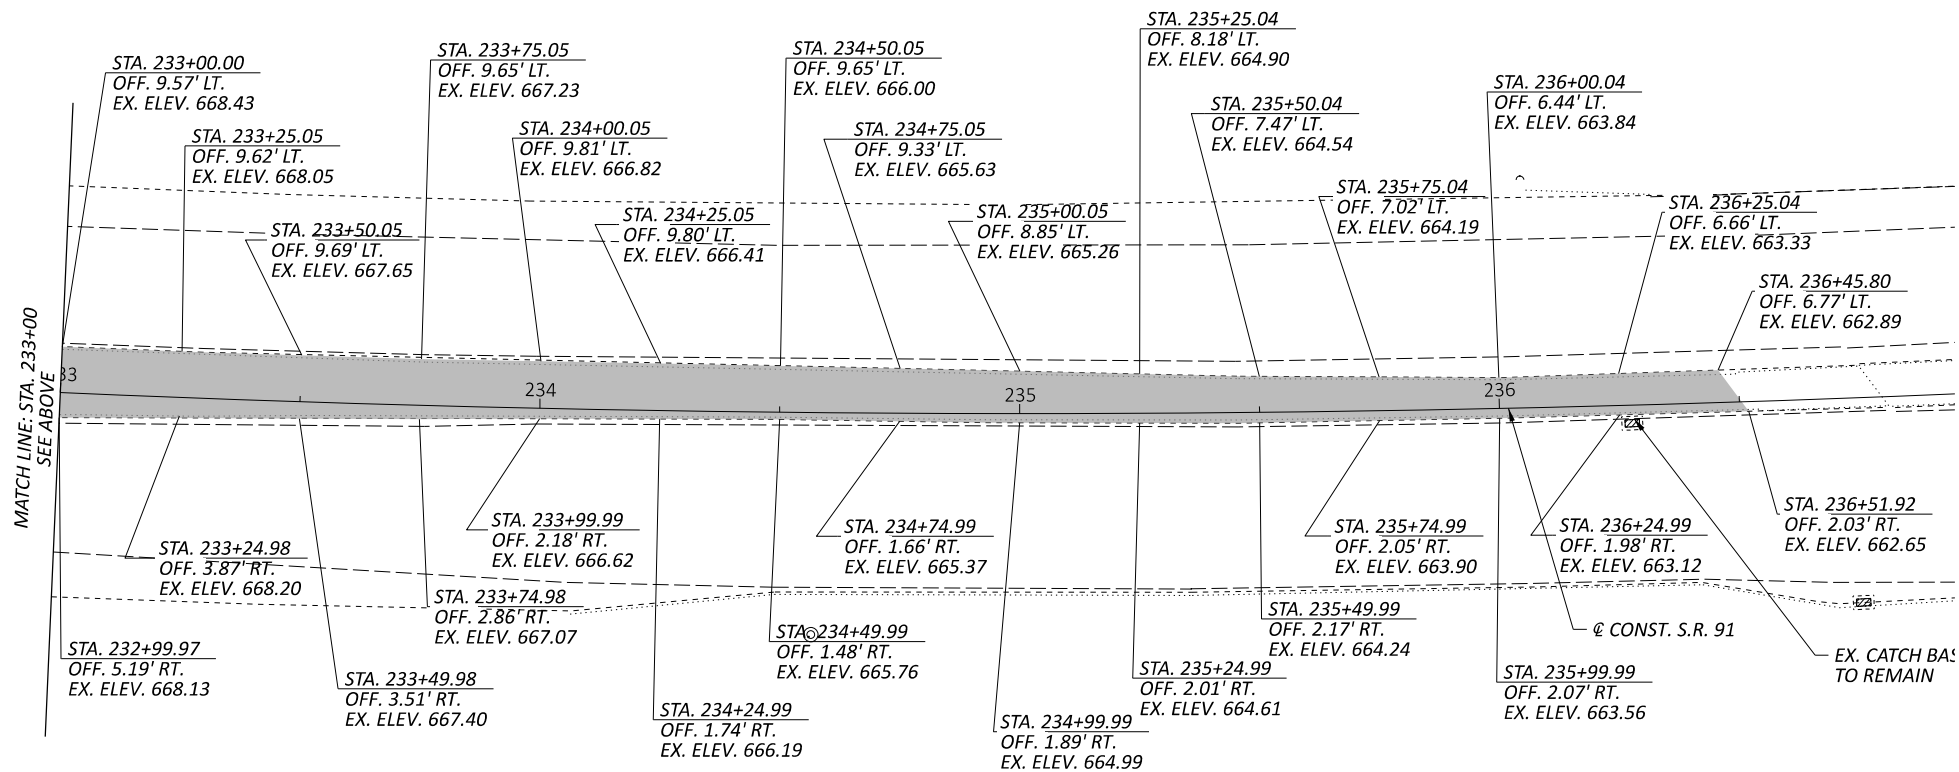 STA. 233+00.00
OFF. 9.57' LT.
EX. ELEV. 668.43
STA. 233+25.05
OFF. 9.62' LT.
EX. ELEV. 668.05
STA. 233+50.05
OFF. 9.69' LT.
EX. ELEV. 667.65
STA. 233+75.05
OFF. 9.65' LT.
EX. ELEV. 667.23
STA. 234+00.05
OFF. 9.81' LT.
EX. ELEV. 666.82
STA. 234+25.05
OFF. 9.80' LT.
EX. ELEV. 666.41
STA. 234+50.05
OFF. 9.65' LT.
EX. ELEV. 666.00
STA. 234+75.05
OFF. 9.33' LT.
EX. ELEV. 665.63
STA. 235+00.05
OFF. 8.85' LT.
EX. ELEV. 665.26
STA. 235+25.04
OFF. 8.18' LT.
EX. ELEV. 664.90
STA. 235+50.04
OFF. 7.47' LT.
EX. ELEV. 664.54
STA. 235+75.04
OFF. 7.02' LT.
EX. ELEV. 664.19
STA. 236+00.04
OFF. 6.44' LT.
EX. ELEV. 663.84
STA. 236+25.04
OFF. 6.66' LT.
EX. ELEV. 663.33
STA. 236+45.80
OFF. 6.77' LT.
EX. ELEV. 662.89
MATCH LINE: STA. 233+00
SEE ABOVE
33
234
235
236
STA. 232+99.97
OFF. 5.19' RT.
EX. ELEV. 668.13
STA. 233+24.98
OFF. 3.87' RT.
EX. ELEV. 668.20
STA. 233+49.98
OFF. 3.51' RT.
EX. ELEV. 667.40
STA. 233+74.98
OFF. 2.86' RT.
EX. ELEV. 667.07
STA. 233+99.99
OFF. 2.18' RT.
EX. ELEV. 666.62
STA. 234+24.99
OFF. 1.74' RT.
EX. ELEV. 666.19
STA. 234+49.99
OFF. 1.48' RT.
EX. ELEV. 665.76
STA. 234+74.99
OFF. 1.66' RT.
EX. ELEV. 665.37
STA. 234+99.99
OFF. 1.89' RT.
EX. ELEV. 664.99
STA. 235+24.99
OFF. 2.01' RT.
EX. ELEV. 664.61
STA. 235+49.99
OFF. 2.17' RT.
EX. ELEV. 664.24
STA. 235+74.99
OFF. 2.05' RT.
EX. ELEV. 663.90
STA. 235+99.99
OFF. 2.07' RT.
EX. ELEV. 663.56
STA. 236+24.99
OFF. 1.98' RT.
EX. ELEV. 663.12
STA. 236+51.92
OFF. 2.03' RT.
EX. ELEV. 662.65
℄ CONST. S.R. 91
EX. CATCH BAS
TO REMAIN